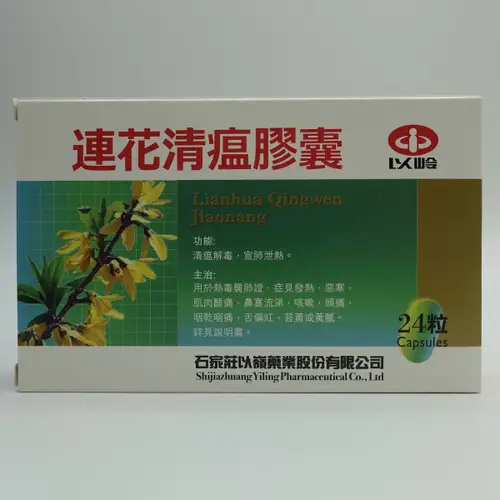 連花清瘟膠囊
以岭
Lianhua Qingwen
Jiaonang
功能:
清瘟解毒,宣肺泄熱。
主治:
用於熱毒襲肺證,症見發熱,惡寒,
肌肉酸痛,鼻塞流涕,咳嗽,頭痛,
咽乾咽痛,舌偏紅,苔黃或黃膩。
詳見說明書。
24粒
Capsules
石家莊以嶺藥業股份有限公司
Shijiazhuang Yiling Pharmaceutical Co., Ltd